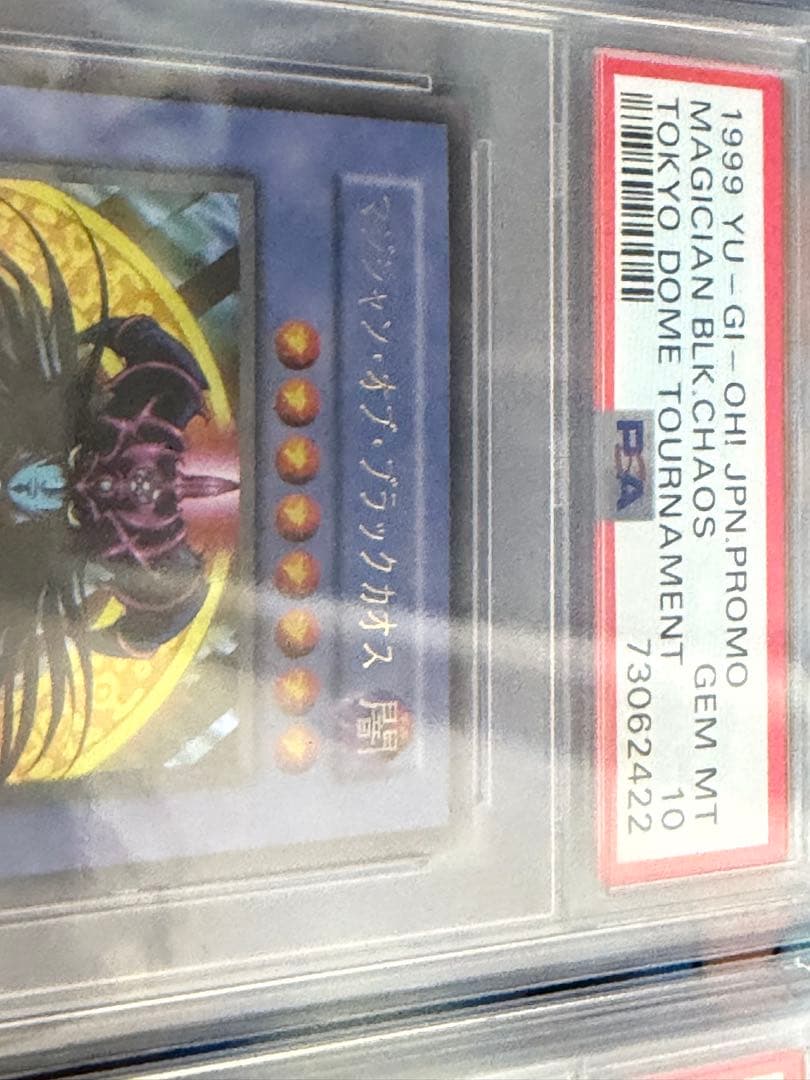 1999 YU-GI-OH! JPN.PROMO
MAGICIAN BLK.CHAOS GEM MT
TOKYO DOME TOURNAMENT 10
73062422
PSA
マジシャン・オブ・ブラックカオス 闇